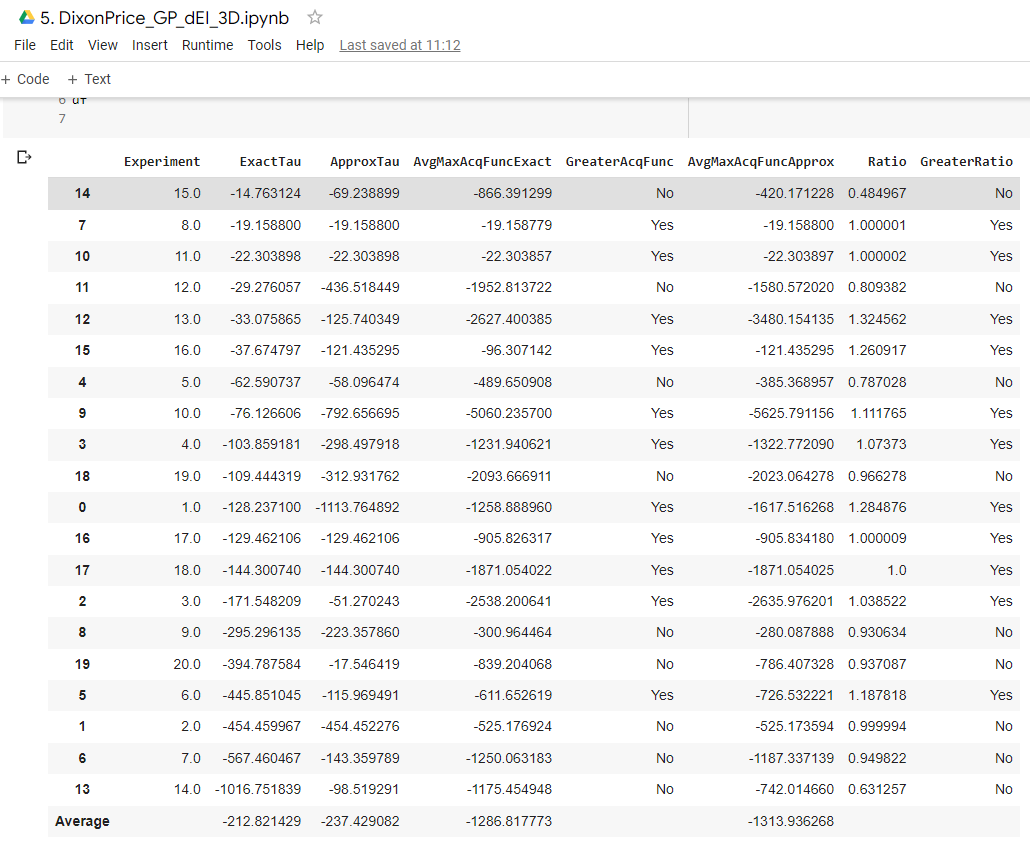 5. DixonPrice_GP_dEI_3D.ipynb
File Edit View Insert Runtime Tools Help Last saved at 11:12
+ Code + Text
6 df
7
Experiment ExactTau ApproxTau AvgMaxAcqFuncExact GreaterAcqFunc AvgMaxAcqFuncApprox Ratio GreaterRatio
14 15.0 -14.763124 -69.238899 -866.391299 No -420.171228 0.484967 No
7 8.0 -19.158800 -19.158800 -19.158779 Yes -19.158800 1.000001 Yes
10 11.0 -22.303898 -22.303898 -22.303857 Yes -22.303897 1.000002 Yes
11 12.0 -29.276057 -436.518449 -1952.813722 No -1580.572020 0.809382 No
12 13.0 -33.075865 -125.740349 -2627.400385 Yes -3480.154135 1.324562 Yes
15 16.0 -37.674797 -121.435295 -96.307142 Yes -121.435295 1.260917 Yes
4 5.0 -62.590737 -58.096474 -489.650908 No -385.368957 0.787028 No
9 10.0 -76.126606 -792.656695 -5060.235700 Yes -5625.791156 1.111765 Yes
3 4.0 -103.859181 -298.497918 -1231.940621 Yes -1322.772090 1.07373 Yes
18 19.0 -109.444319 -312.931762 -2093.666911 No -2023.064278 0.966278 No
0 1.0 -128.237100 -1113.764892 -1258.888960 Yes -1617.516268 1.284876 Yes
16 17.0 -129.462106 -129.462106 -905.826317 Yes -905.834180 1.000009 Yes
17 18.0 -144.300740 -144.300740 -1871.054022 Yes -1871.054025 1.0 Yes
2 3.0 -171.548209 -51.270243 -2538.200641 Yes -2635.976201 1.038522 Yes
8 9.0 -295.296135 -223.357860 -300.964464 No -280.087888 0.930634 No
19 20.0 -394.787584 -17.546419 -839.204068 No -786.407328 0.937087 No
5 6.0 -445.851045 -115.969491 -611.652619 Yes -726.532221 1.187818 Yes
1 2.0 -454.459967 -454.452276 -525.176924 No -525.173594 0.999994 No
6 7.0 -567.460467 -143.359789 -1250.063183 No -1187.337139 0.949822 No
13 14.0 -1016.751839 -98.519291 -1175.454948 No -742.014660 0.631257 No
Average -212.821429 -237.429082 -1286.817773 -1313.936268